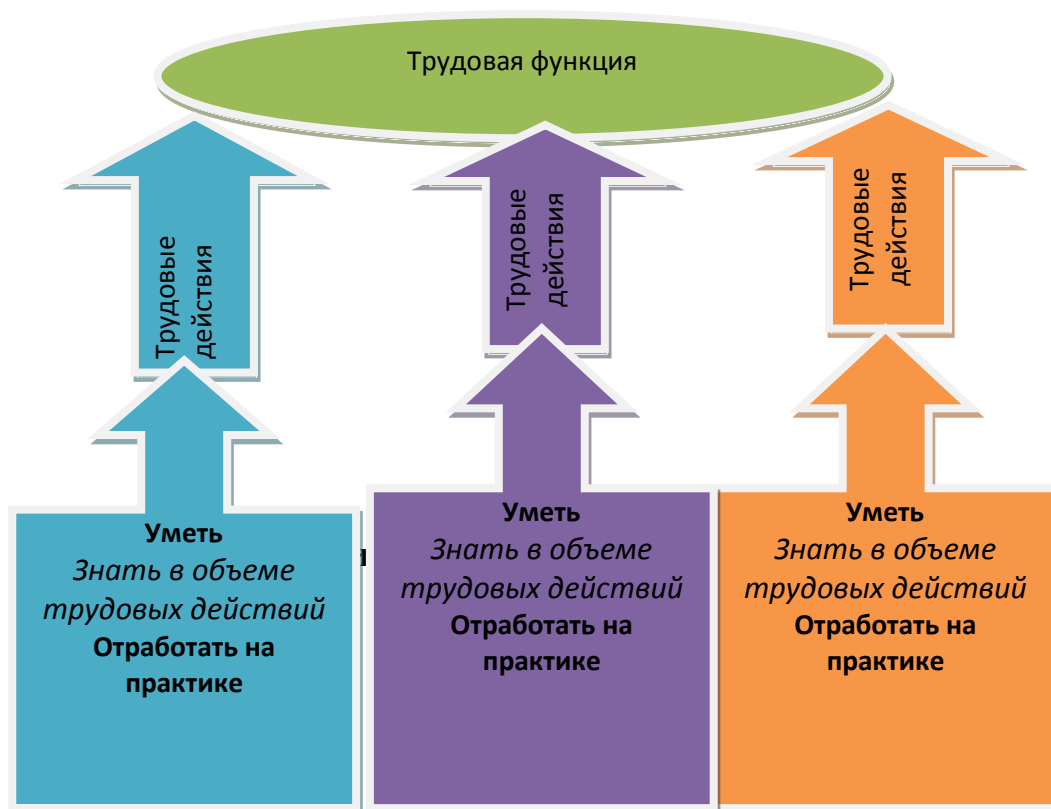 Трудовая функция
Трудовые
действия
Трудовые
действия
Трудовые
действия
Уметь
Знать в объеме
трудовых действий
Отработать на
практике
Уметь
Знать в объеме
трудовых действий
Отработать на
практике
Уметь
Знать в объеме
трудовых действий
Отработать на
практике